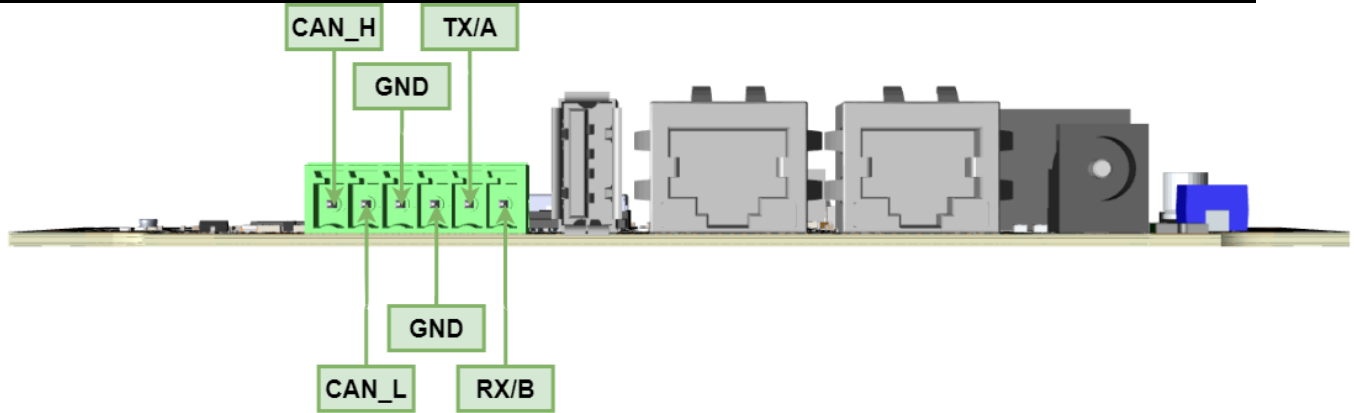 CAN_H
TX/A
GND
GND
CAN_L
RX/B